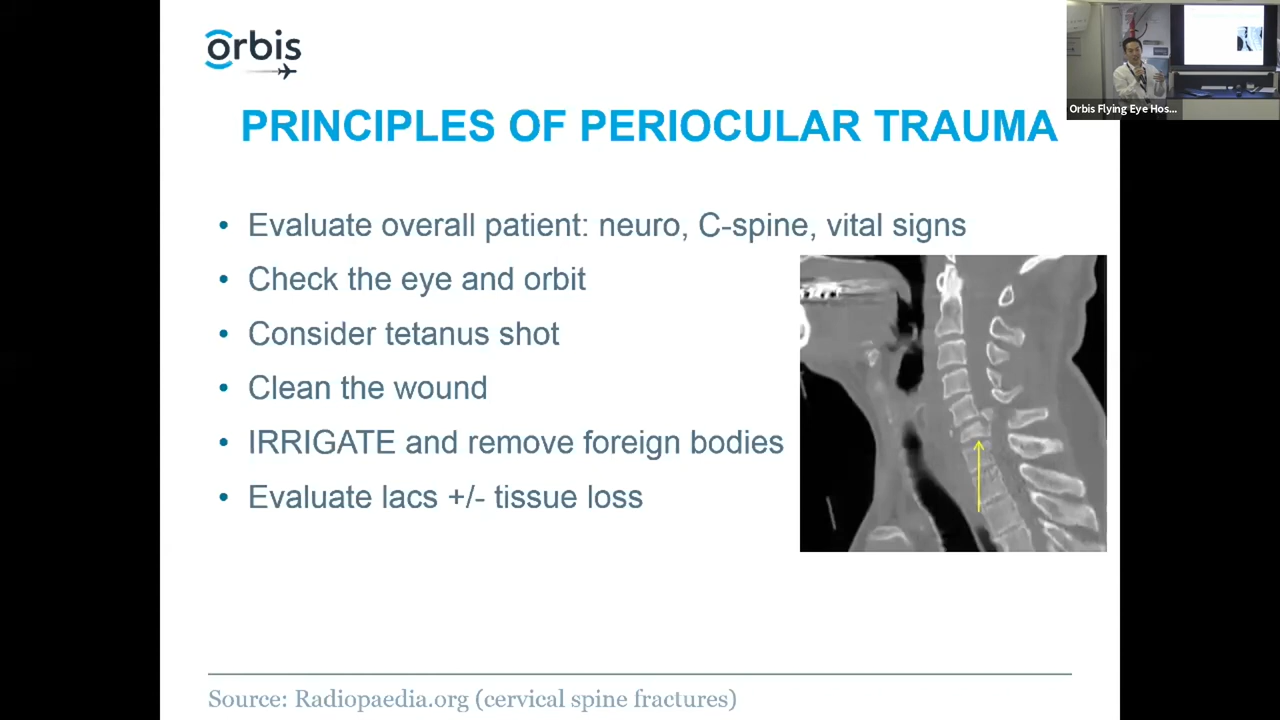 orbis
Orbis Flying Eye Hos...
PRINCIPLES OF PERIOCULAR TRAUMA
• Evaluate overall patient: neuro, C-spine, vital signs
• Check the eye and orbit
• Consider tetanus shot
• Clean the wound
• IRRIGATE and remove foreign bodies
• Evaluate lacs +/- tissue loss
Source: Radiopaedia.org (cervical spine fractures)